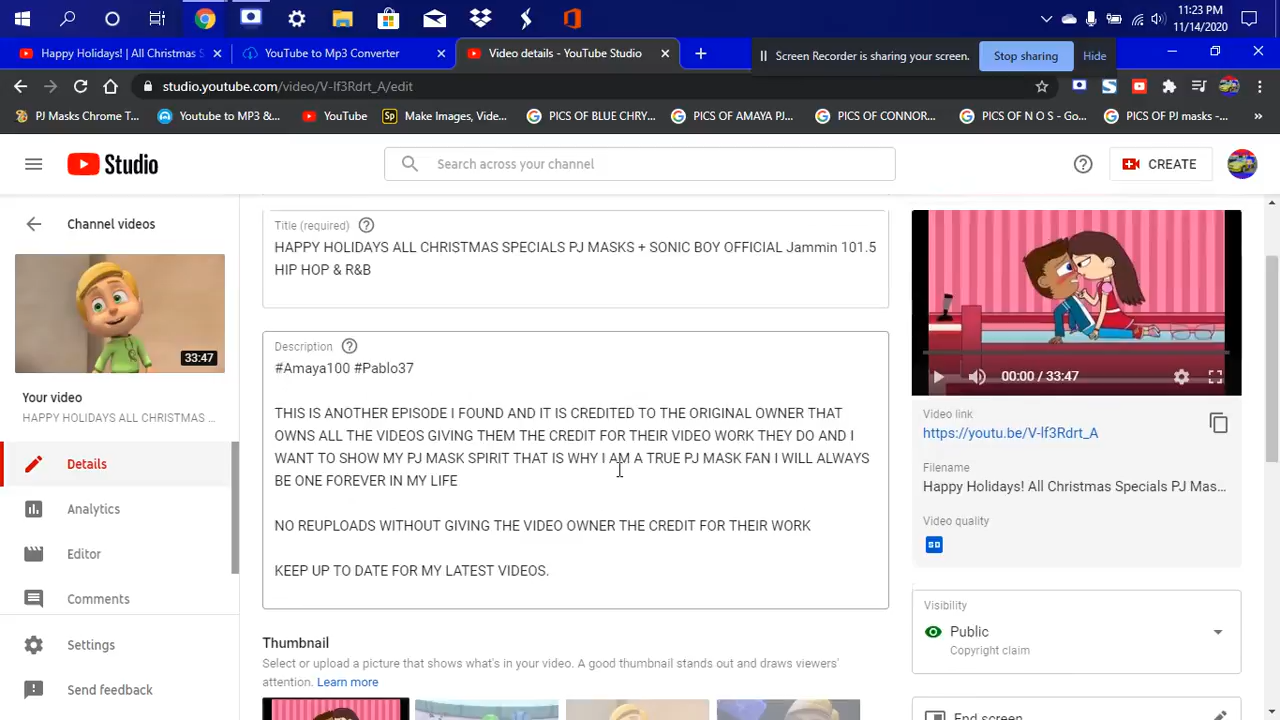 11:23 PM
11/14/2020
Happy Holidays! | All Christmas S
YouTube to Mp3 Converter
Video details - YouTube Studio
Screen Recorder is sharing your screen.
Stop sharing
Hide
studio.youtube.com/video/V-lf3Rdrt_A/edit
PJ Masks Chrome T...
Youtube to MP3 &...
YouTube
Sp
Make Images, Vide...
PICS OF BLUE CHRY...
PICS OF AMAYA PJ...
PICS OF CONNOR...
PICS OF N O S - Go...
PICS OF PJ masks -...
»
Studio
Search across your channel
CREATE
Channel videos
33:47
Your video
HAPPY HOLIDAYS ALL CHRISTMAS ...
Details
Analytics
Editor
Comments
Settings
Send feedback
Title (required)
HAPPY HOLIDAYS ALL CHRISTMAS SPECIALS PJ MASKS + SONIC BOY OFFICIAL Jammin 101.5
HIP HOP & R&B
Description
#Amaya100 #Pablo37
THIS IS ANOTHER EPISODE I FOUND AND IT IS CREDITED TO THE ORIGINAL OWNER THAT
OWNS ALL THE VIDEOS GIVING THEM THE CREDIT FOR THEIR VIDEO WORK THEY DO AND I
WANT TO SHOW MY PJ MASK SPIRIT THAT IS WHY I AM A TRUE PJ MASK FAN I WILL ALWAYS
BE ONE FOREVER IN MY LIFE
NO REUPLOADS WITHOUT GIVING THE VIDEO OWNER THE CREDIT FOR THEIR WORK
KEEP UP TO DATE FOR MY LATEST VIDEOS.
Thumbnail
Select or upload a picture that shows what's in your video. A good thumbnail stands out and draws viewers'
attention. Learn more
00:00 / 33:47
Video link
https://youtu.be/V-lf3Rdrt_A
Filename
Happy Holidays! All Christmas Specials PJ Mas...
Video quality
SD
Visibility
Public
Copyright claim
End screen